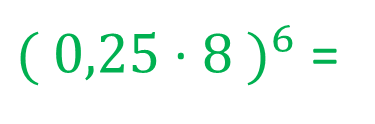 ( 0,25 · 8 )⁶ =